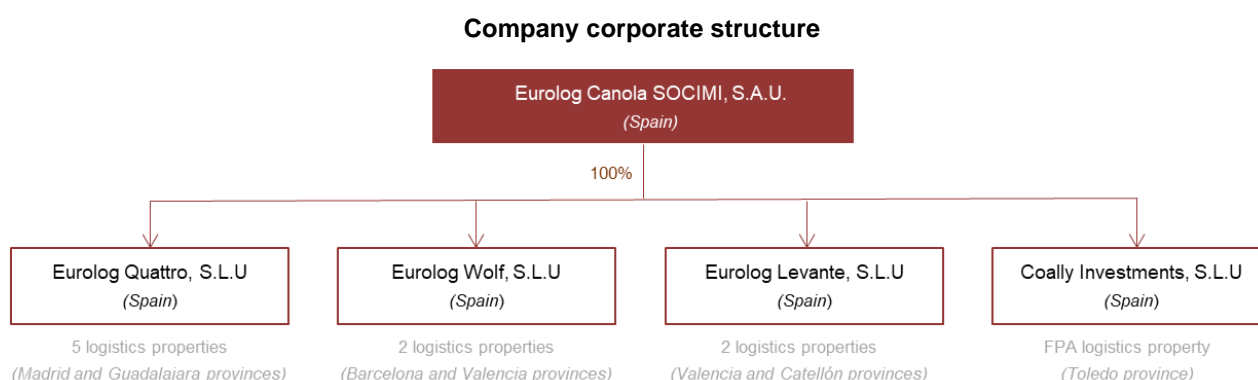 Company corporate structure
Eurolog Canola SOCIMI, S.A.U.
(Spain)
100%
Eurolog Quattro, S.L.U
(Spain)
Eurolog Wolf, S.L.U
(Spain)
Eurolog Levante, S.L.U
(Spain)
Coally Investments, S.L.U
(Spain)
5 logistics properties
(Madrid and Guadalajara provinces)
2 logistics properties
(Barcelona and Valencia provinces)
2 logistics properties
(Valencia and Catellón provinces)
FPA logistics property
(Toledo province)